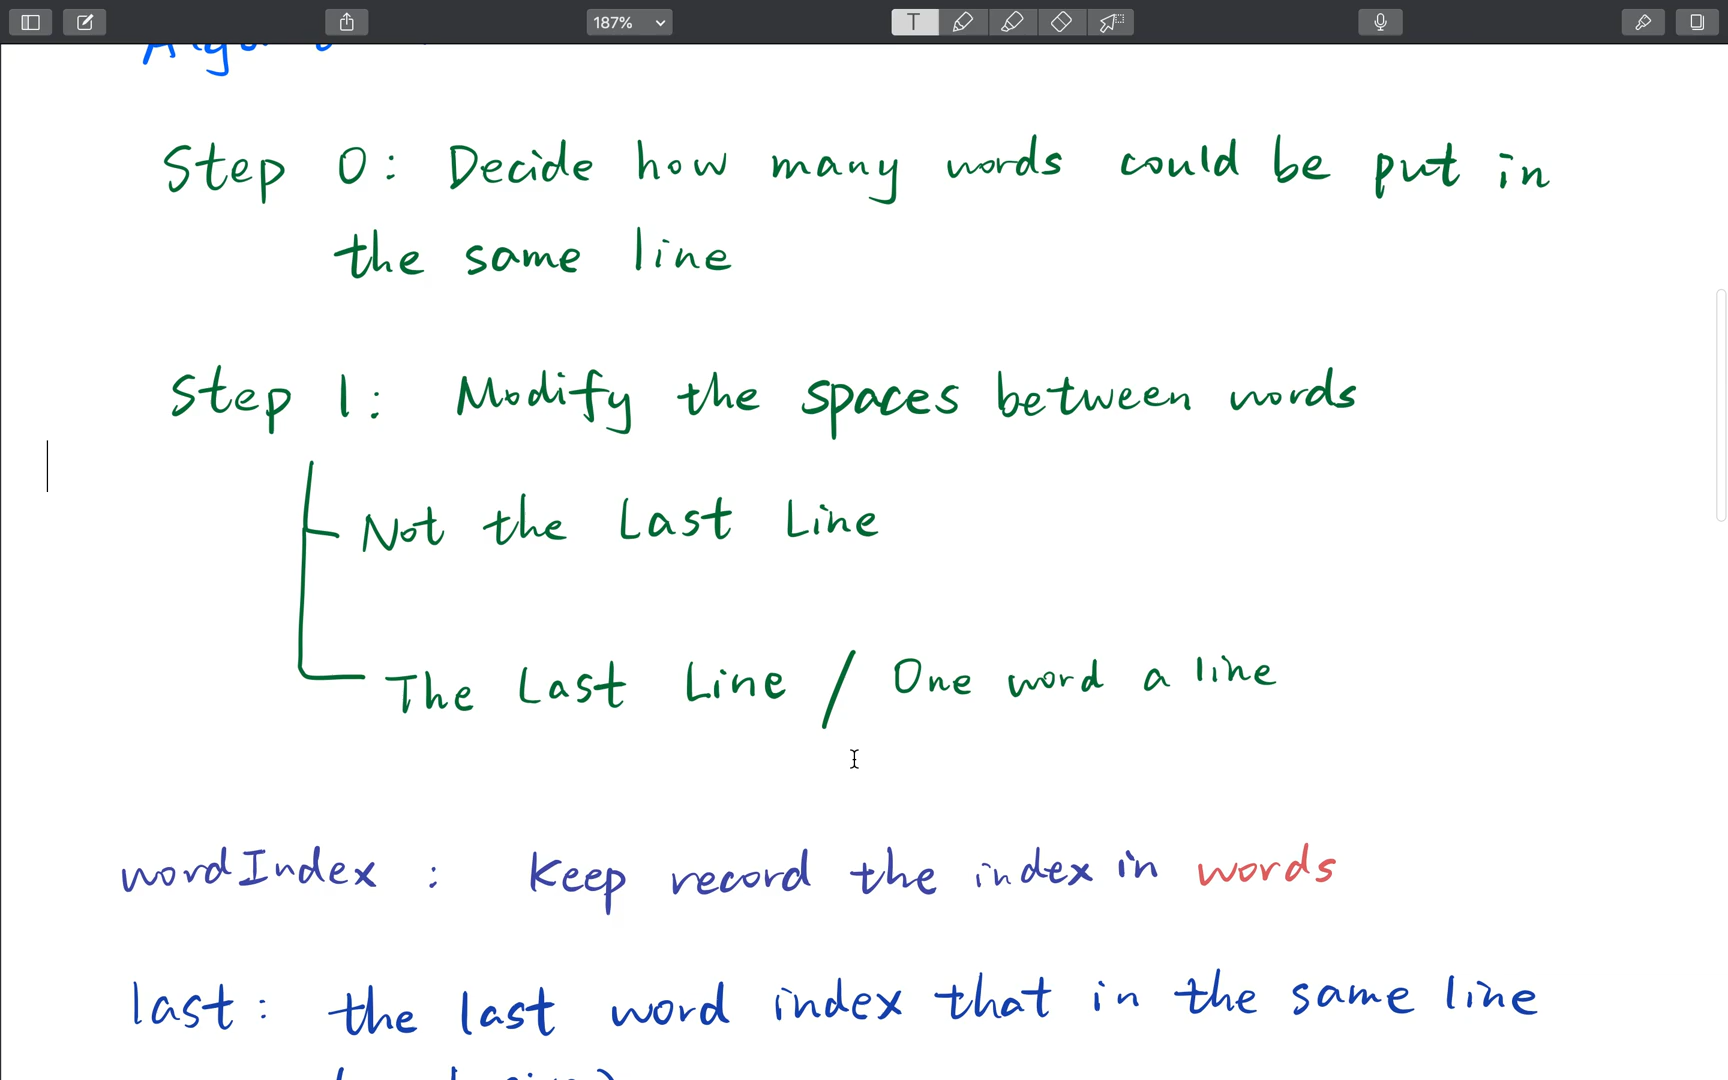 187%
T
Step 0: Decide how many words could be put in
the same line
Step 1: Modify the spaces between words
Not the Last Line
The Last Line / One word a line
wordIndex : Keep record the index in words
last: the last word index that in the same line